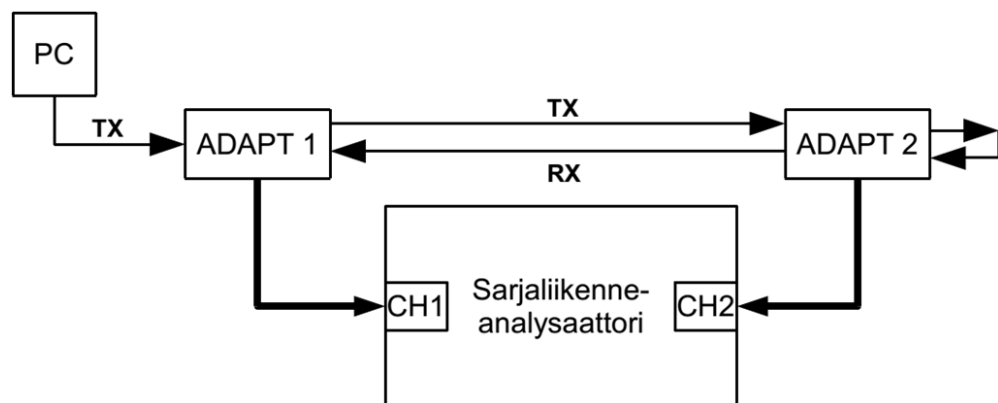 PC
TX
TX
ADAPT 1
ADAPT 2
RX
CH1
Sarjaliikenne-
analysaattori
CH2